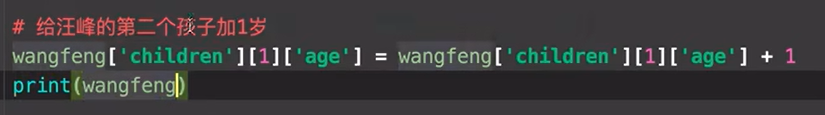 # 给汪峰的第二个孩子加1岁
wangfeng['children'][1]['age'] = wangfeng['children'][1]['age'] + 1
print(wangfeng)